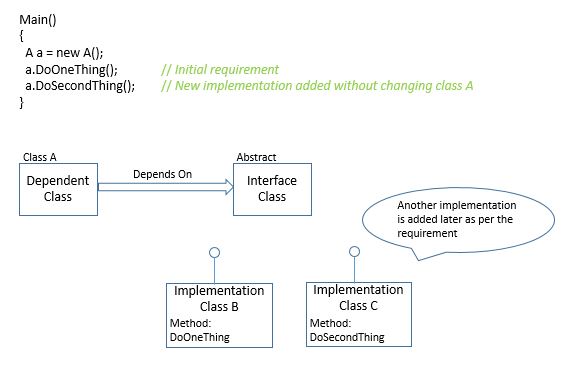 Main()
{
A a = new A();
a.DoOneThing(); // Initial requirement
a.DoSecondThing(); // New implementation added without changing class A
}
Class A
Dependent
Class
Depends On
Abstract
Interface
Class
Another implementation
is added later as per the
requirement
Implementation
Class B
Method:
DoOneThing
Implementation
Class C
Method:
DoSecondThing